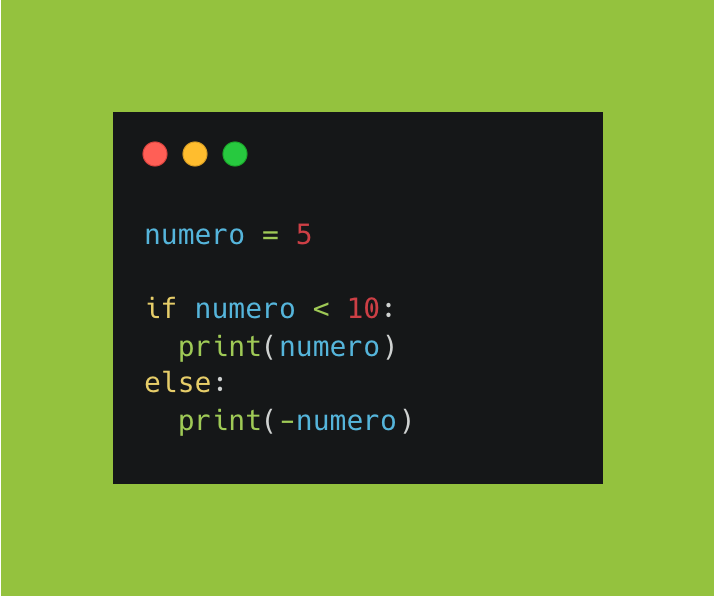 numero = 5
if numero < 10:
  print(numero)
else:
  print(-numero)